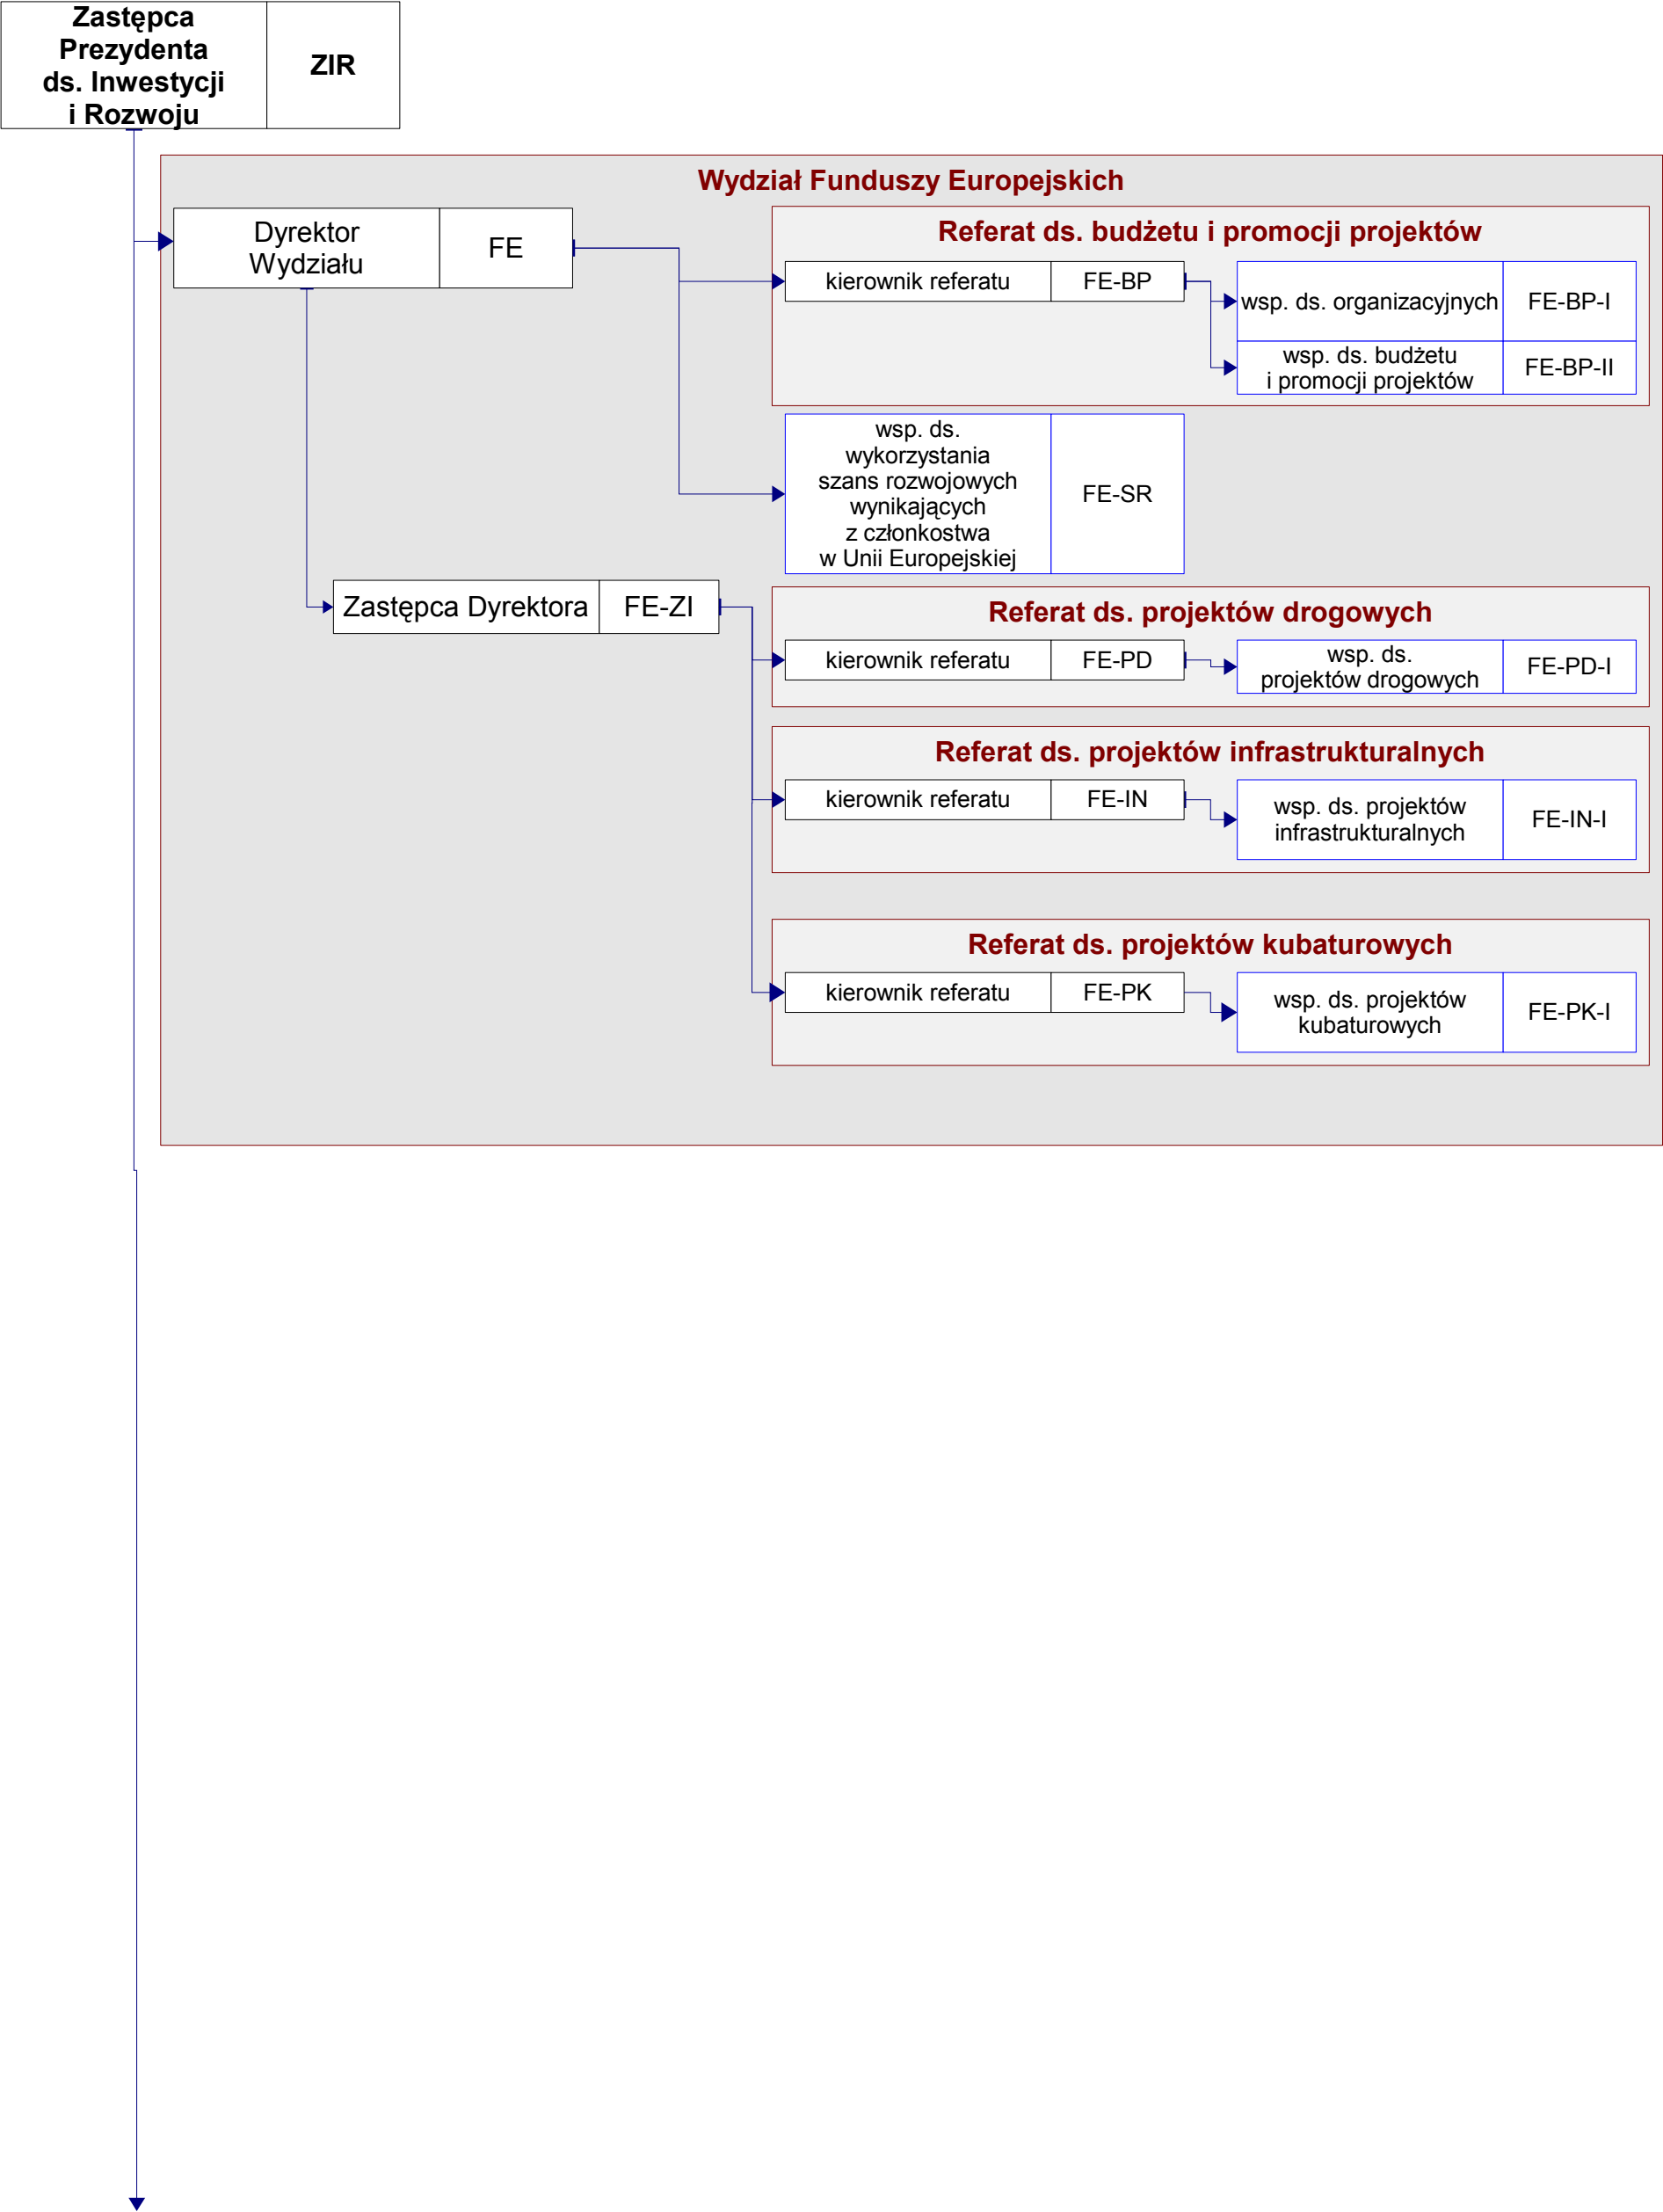 Zastępca
Prezydenta
ds. Inwestycji
i Rozwoju
ZIR
Wydział Funduszy Europejskich
Dyrektor
Wydziału
FE
Referat ds. budżetu i promocji projektów
kierownik referatu
FE-BP
wsp. ds. organizacyjnych
FE-BP-I
wsp. ds. budżetu
i promocji projektów
FE-BP-II
wsp. ds.
wykorzystania
szans rozwojowych
wynikających
z członkostwa
w Unii Europejskiej
FE-SR
Zastępca Dyrektora
FE-ZI
Referat ds. projektów drogowych
kierownik referatu
FE-PD
wsp. ds.
projektów drogowych
FE-PD-I
Referat ds. projektów infrastrukturalnych
kierownik referatu
FE-IN
wsp. ds. projektów
infrastrukturalnych
FE-IN-I
Referat ds. projektów kubaturowych
kierownik referatu
FE-PK
wsp. ds. projektów
kubaturowych
FE-PK-I